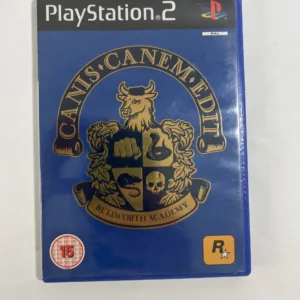 PlayStation 2
CANIS · CANEM · EDIT
BULLWORTH ACADEMY
15
R★